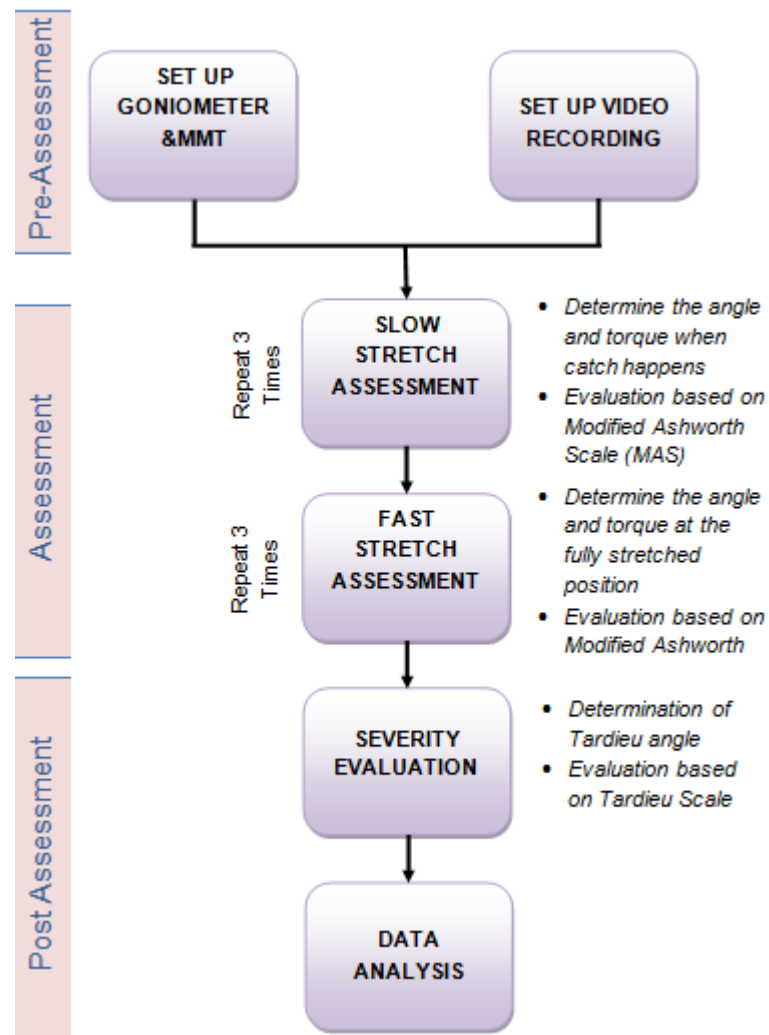 Pre-Assessment
SET UP
GONIOMETER
&MMT
SET UP VIDEO
RECORDING
Assessment
Repeat 3
Times
SLOW
STRETCH
ASSESSMENT
• Determine the angle
and torque when
catch happens
• Evaluation based on
Modified Ashworth
Scale (MAS)
Repeat 3
Times
FAST
STRETCH
ASSESSMENT
• Determine the angle
and torque at the
fully stretched
position
• Evaluation based on
Modified Ashworth
Post Assessment
SEVERITY
EVALUATION
• Determination of
Tardieu angle
• Evaluation based
on Tardieu Scale
DATA
ANALYSIS